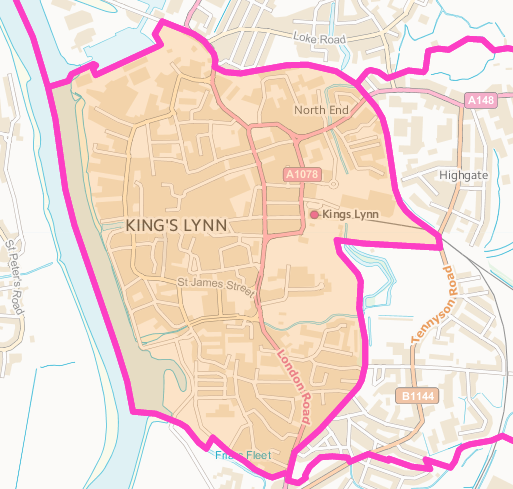 Loke Road
North End
A148
A1078
Highgate
Kings Lynn
KING'S LYNN
St Peter's Road
St James Street
Tennyson Road
London Road
B1144
Friars Fleet